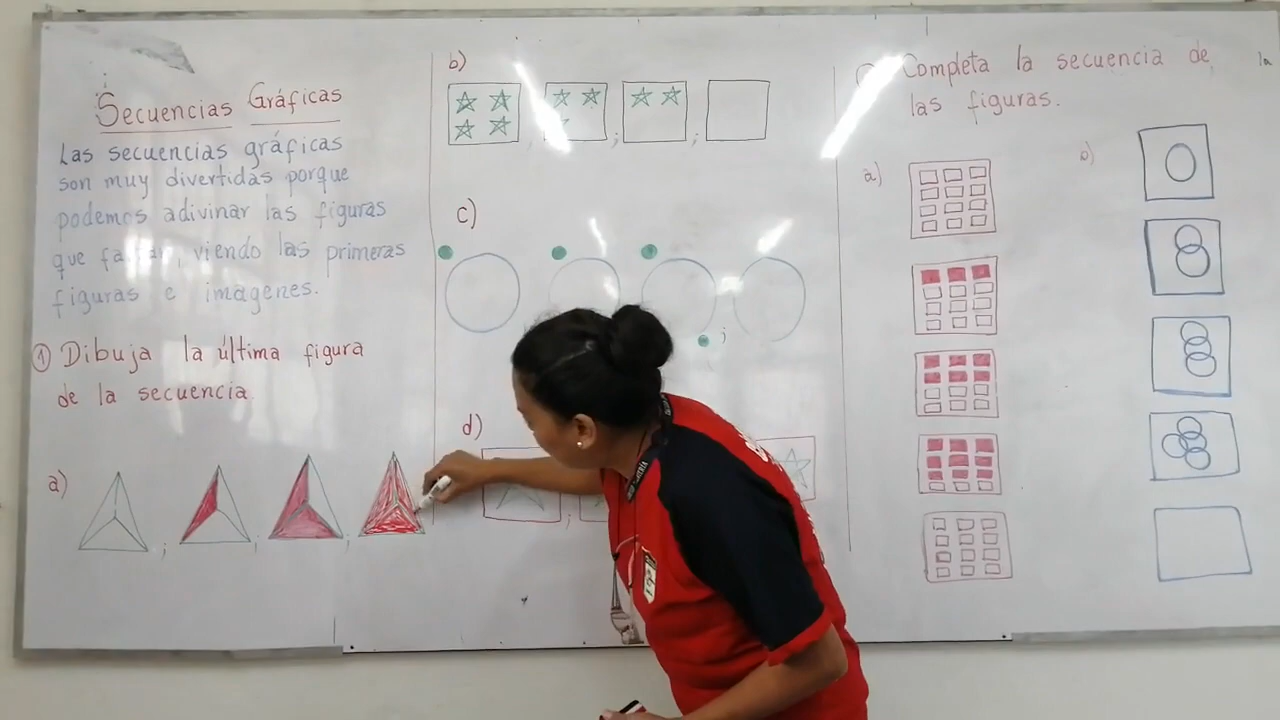 Secuencias Gráficas
Las secuencias gráficas
son muy divertidas porque
podemos adivinar las figuras
que faltan, viendo las primeras
figuras e imagenes.
① Dibuja la última figura
de la secuencia
a)
b)
c)
d)
Completa la secuencia de la
las figuras.
a)
b)